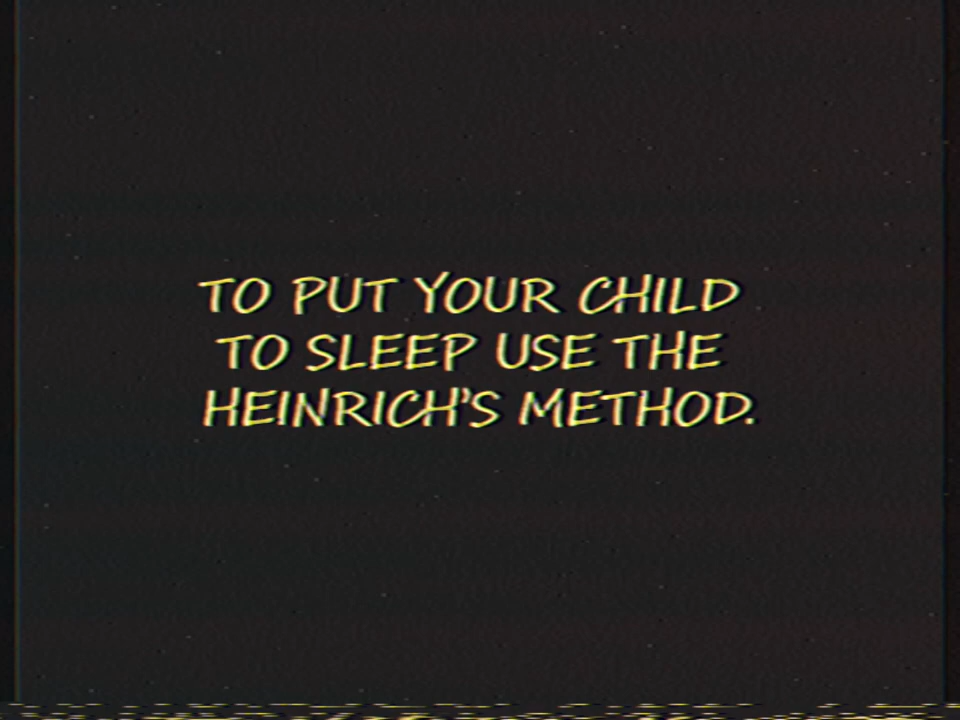 TO PUT YOUR CHILD
TO SLEEP USE THE
HEINRICH'S METHOD.